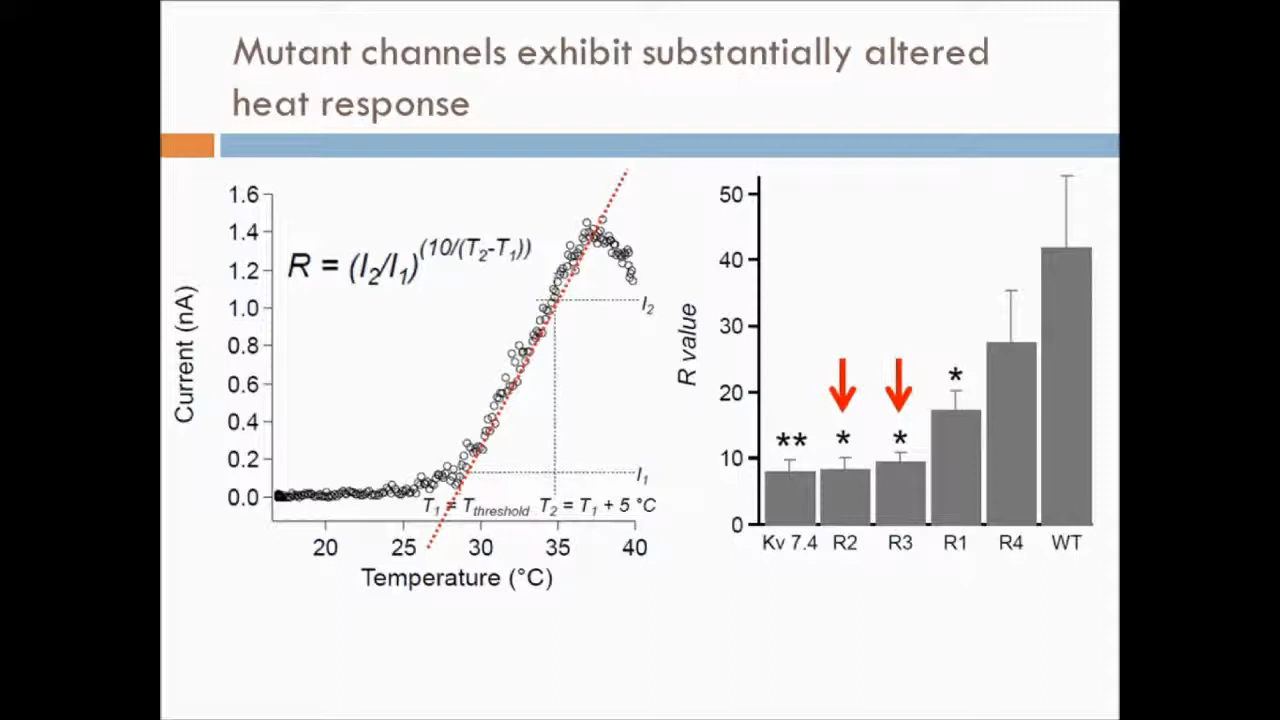 Mutant channels exhibit substantially altered
heat response
1.6
1.4
1.2
1.0
0.8
0.6
0.4
0.2
0.0
Current (nA)
R = (I2/I1)(10/(T2-T1))
I2
I1
T1 = Tthreshold T2 = T1 + 5 °C
20 25 30 35 40
Temperature (°C)
50
40
30
20
10
0
R value
** * * *
Kv 7.4 R2 R3 R1 R4 WT